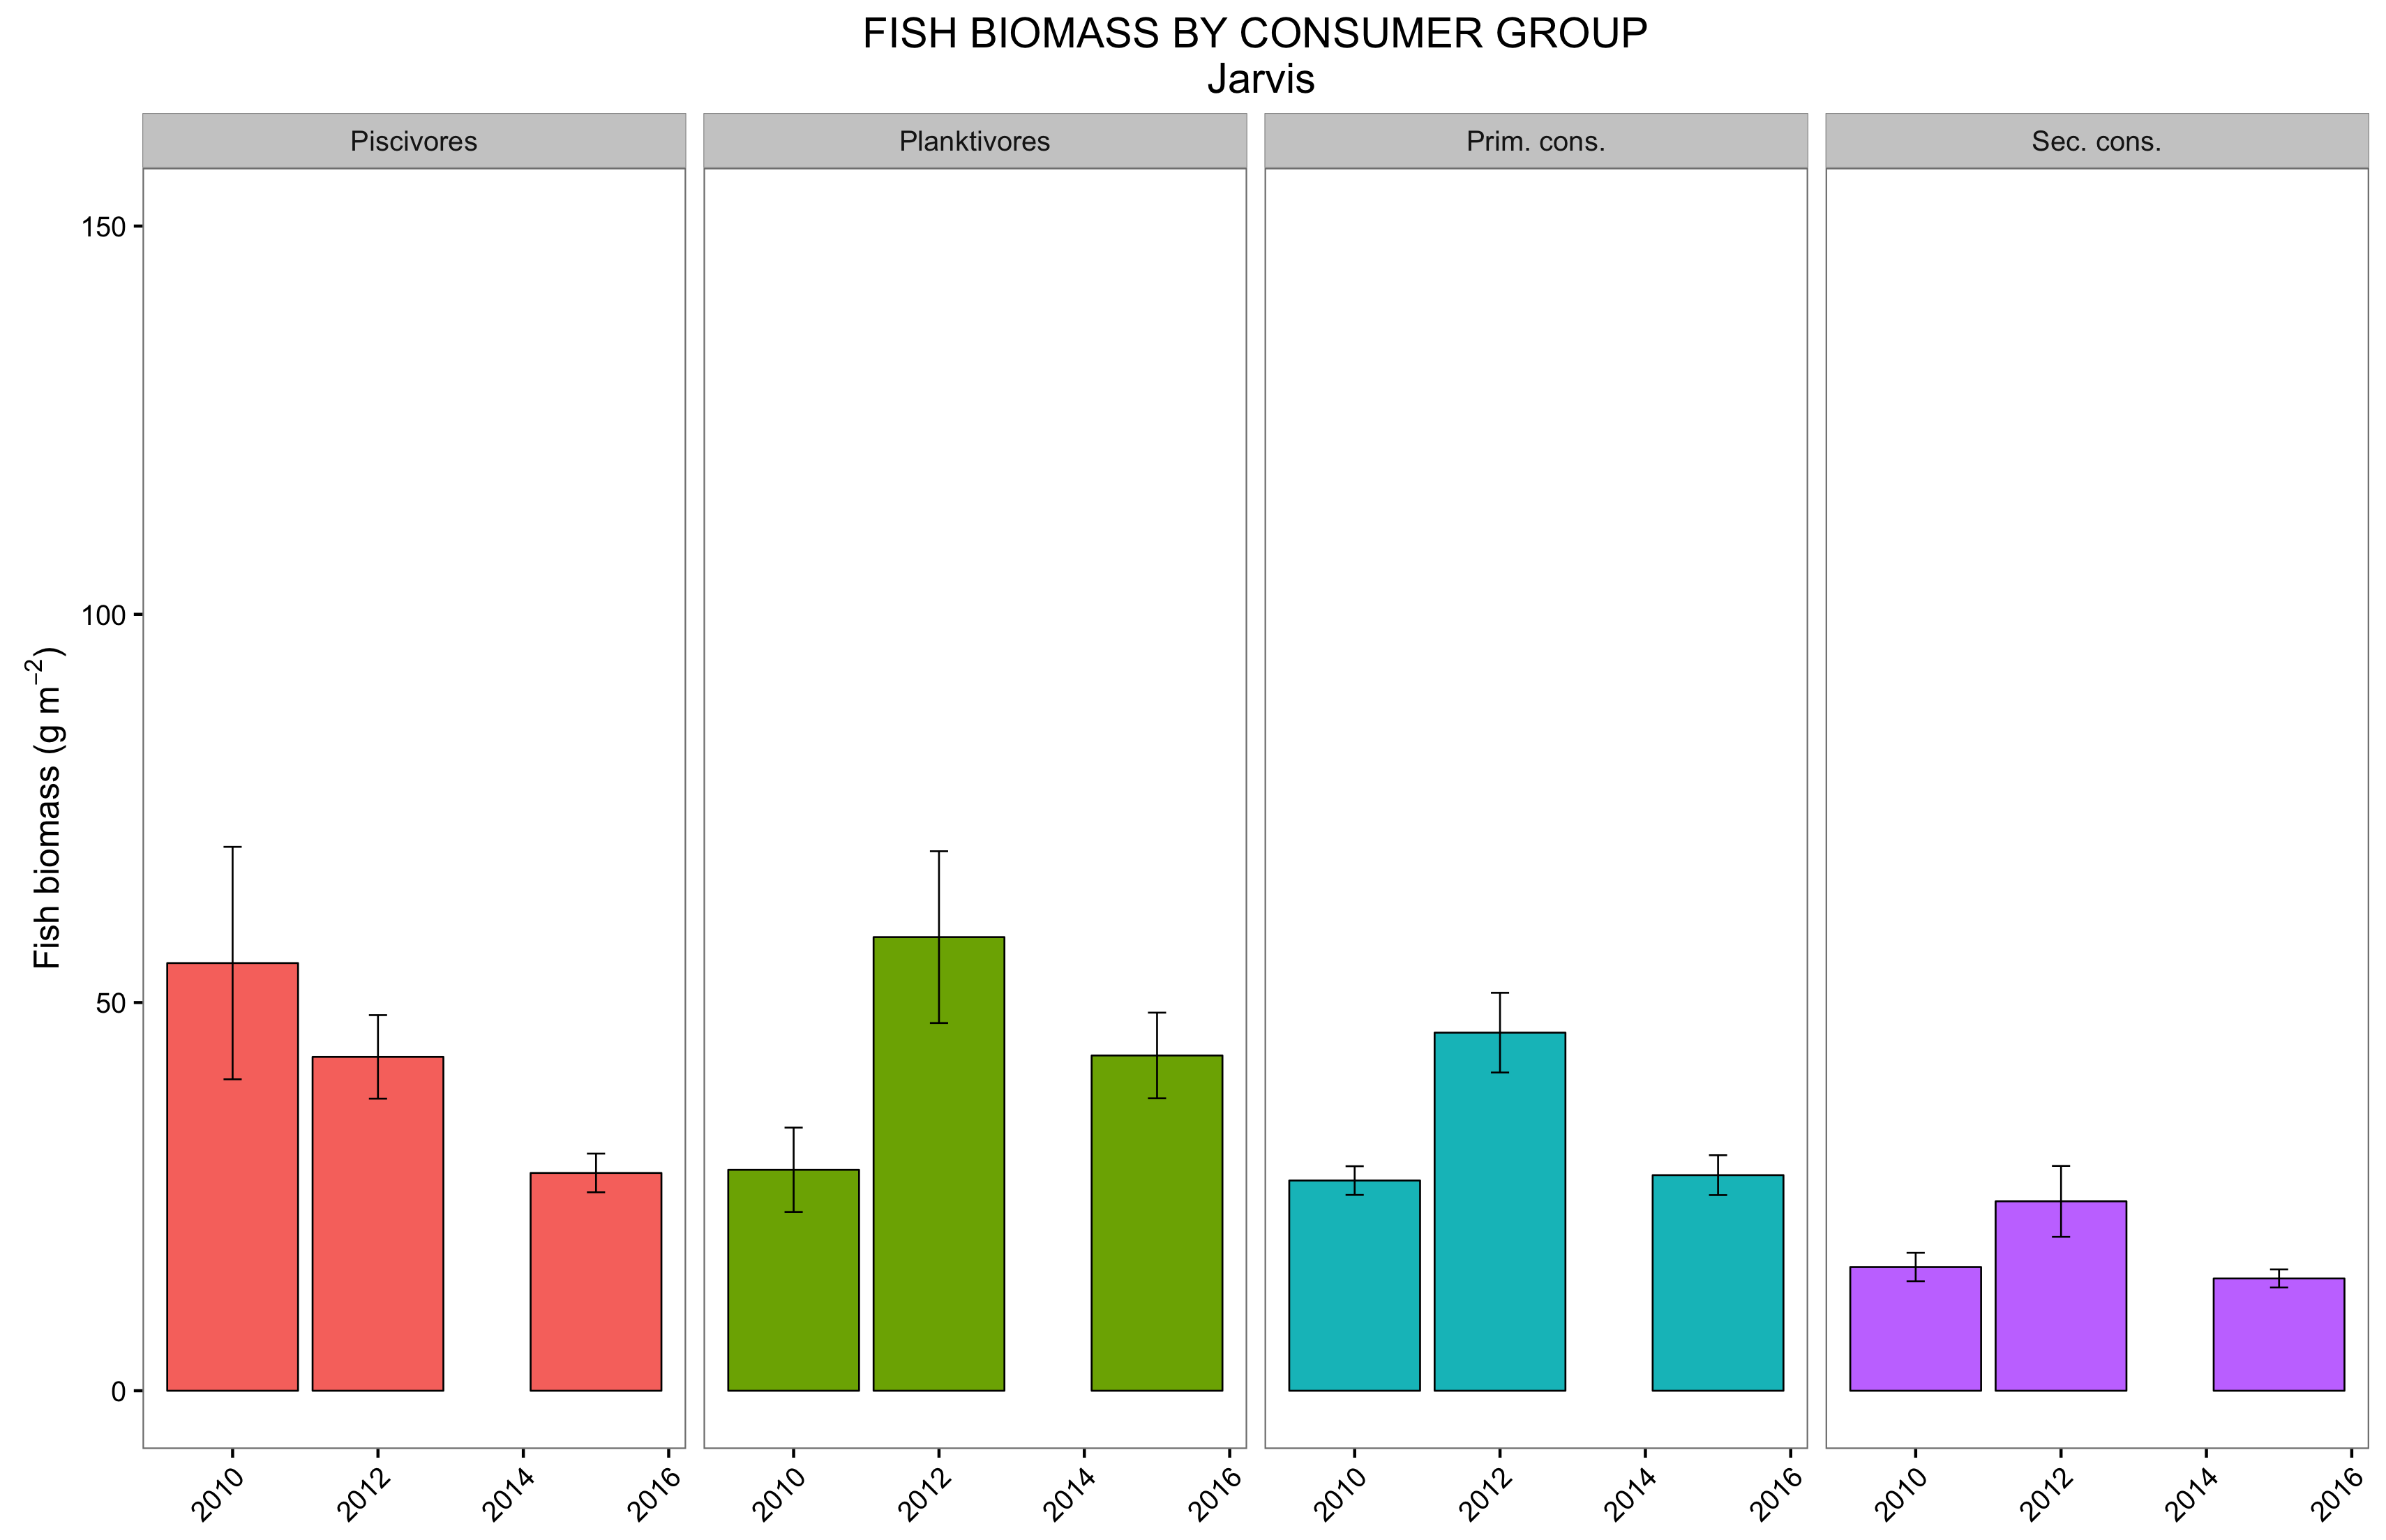 FISH BIOMASS BY CONSUMER GROUP
Jarvis
Piscivores
Planktivores
Prim. cons.
Sec. cons.
Fish biomass (g m⁻²)
150
100
50
0
2010
2012
2014
2016
2010
2012
2014
2016
2010
2012
2014
2016
2010
2012
2014
2016